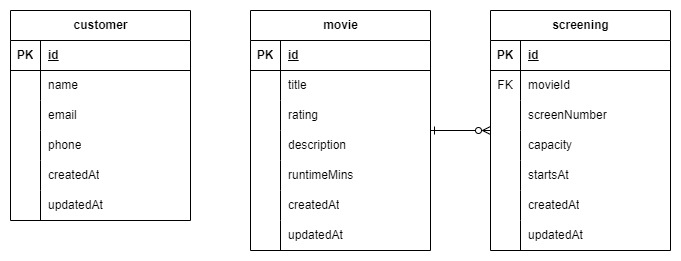 customer
PK id
name
email
phone
createdAt
updatedAt
movie
PK id
title
rating
description
runtimeMins
createdAt
updatedAt
screening
PK id
FK movieId
screenNumber
capacity
startsAt
createdAt
updatedAt